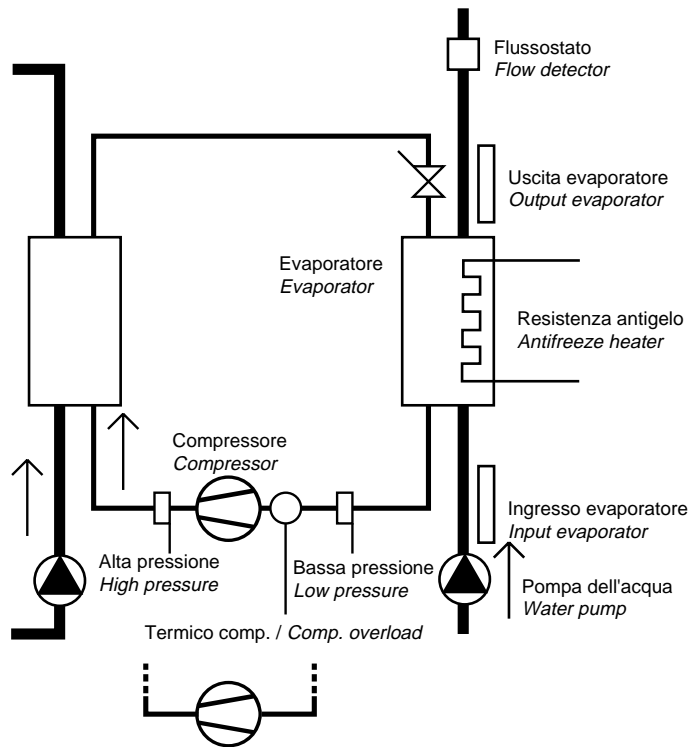 Flussostato
Flow detector
Uscita evaporatore
Output evaporator
Evaporatore
Evaporator
Resistenza antigelo
Antifreeze heater
Compressore
Compressor
Ingresso evaporatore
Input evaporator
Alta pressione
High pressure
Bassa pressione
Low pressure
Pompa dell'acqua
Water pump
Termico comp. / Comp. overload